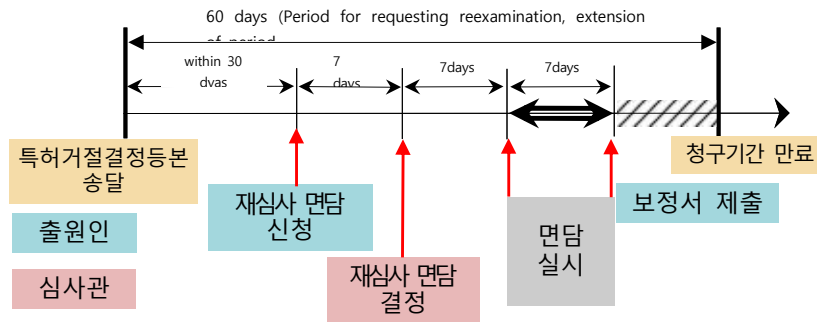 60 days (Period for requesting reexamination, extension
within 30
dvas
7
days
7days
7days
특허거절결정등본
송달
재심사 면담
신청
재심사 면담
결정
면담
실시
보정서 제출
청구기간 만료
출원인
심사관